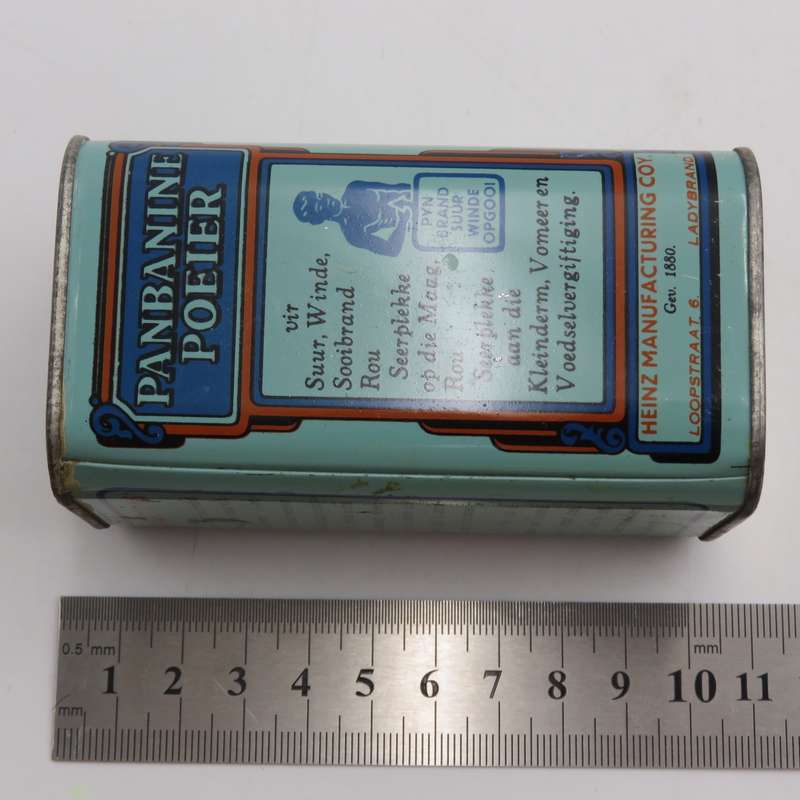 PANBANINE
POEIER
PYN
BRAND
SUUR
WINDE
OPGOOI
vir
Suur, Winde,
Sooibrand
Rou
Seerplekke
op die Maag,
Rou
Seerplekke
aan die
Kleinderm, Vomeer en
Voedselvergiftiging.
HEINZ MANUFACTURING COY.
Gev. 1880.
LOOPSTRAAT 6. LADYBRAND
0.5 mm
mm
1 2 3 4 5 6 7 8 9 10 11
mm